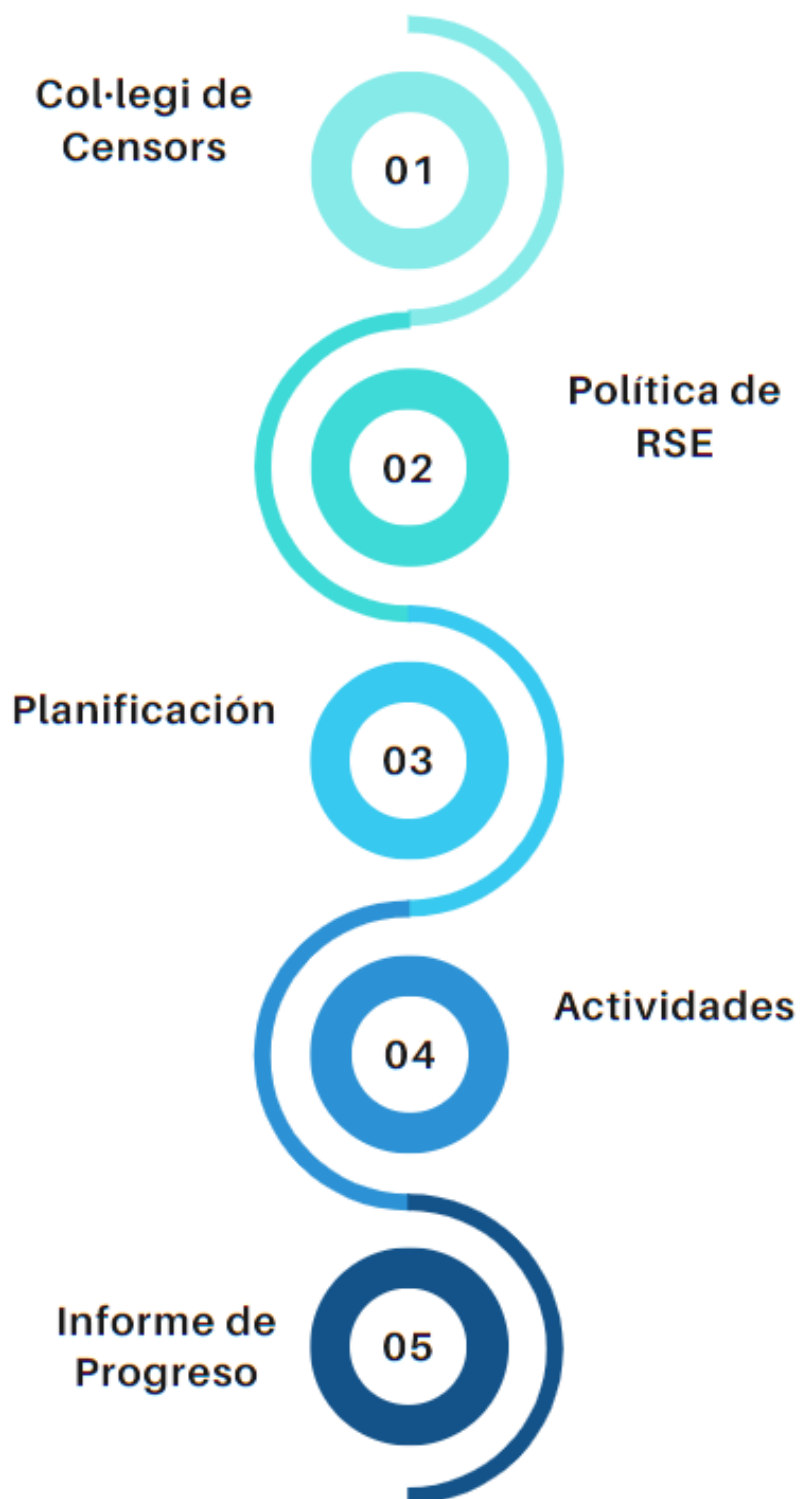 Col·legi de
Censors
01
Política de
RSE
02
Planificación
03
Actividades
04
Informe de
Progreso
05